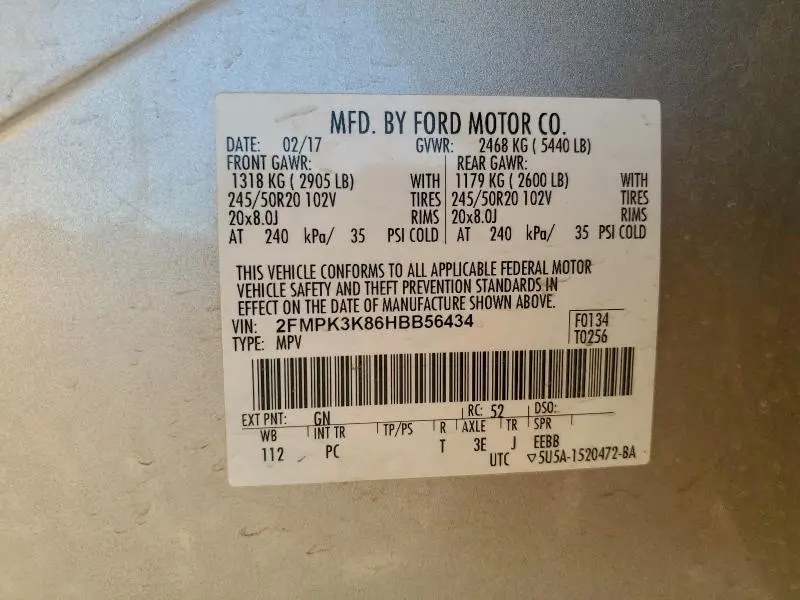 MFD. BY FORD MOTOR CO.
DATE: 02/17 GVWR: 2468 KG ( 5440 LB)
FRONT GAWR: REAR GAWR:
1318 KG ( 2905 LB) WITH 1179 KG ( 2600 LB) WITH
245/50R20 102V TIRES 245/50R20 102V TIRES
20x8.0J RIMS 20x8.0J RIMS
AT 240 kPa/ 35 PSI COLD AT 240 kPa/ 35 PSI COLD
THIS VEHICLE CONFORMS TO ALL APPLICABLE FEDERAL MOTOR
VEHICLE SAFETY AND THEFT PREVENTION STANDARDS IN
EFFECT ON THE DATE OF MANUFACTURE SHOWN ABOVE.
VIN: 2FMPK3K86HBB56434 F0134
TYPE: MPV T0256
EXT PNT: GN RC: 52 DSO:
WB INT TR TP/PS R AXLE TR SPR
112 PC T 3E J EEBB
UTC ▽5U5A-1520472-BA